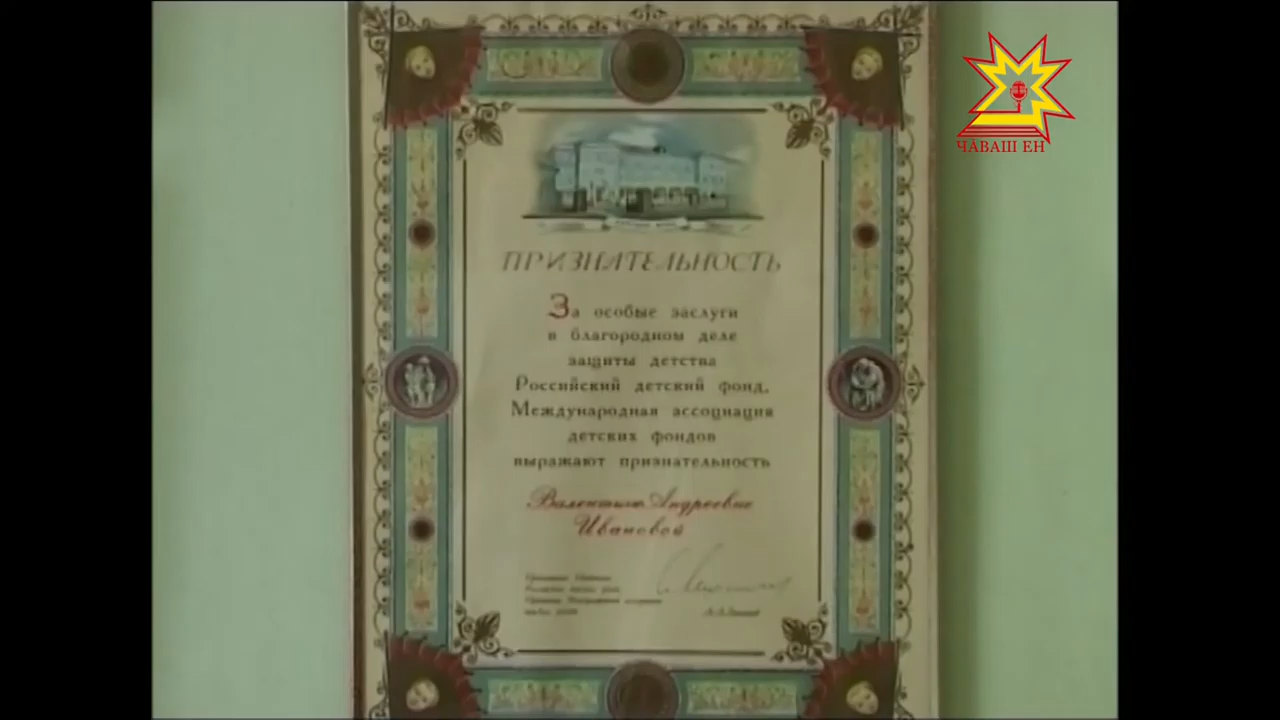 ЧӐВАШ ЕН
ПРИЗНАТЕЛЬНОСТЬ
За особые заслуги
в благородном деле
защиты детства
Российский детский фонд,
Международная ассоциация
детских фондов
выражают признательность
Валентине Андреевне
Ивановой